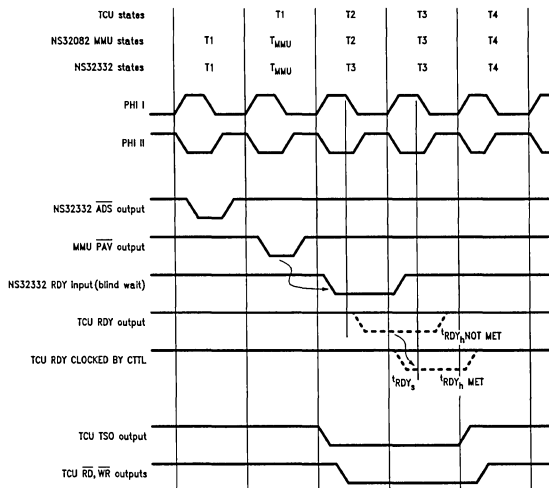 TCU states T1 T2 T3 T4
NS32082 MMU states T1 TMMU T2 T3 T4
NS32332 states T1 TMMU T3 T3 T4
PHI I
PHI II
NS32332 ADS output
MMU PAV output
NS32332 RDY input (blind wait)
TCU RDY output
tRDYh NOT MET
TCU RDY CLOCKED BY CTTL
tRDYs tRDYh MET
TCU TSO output
TCU RD, WR outputs